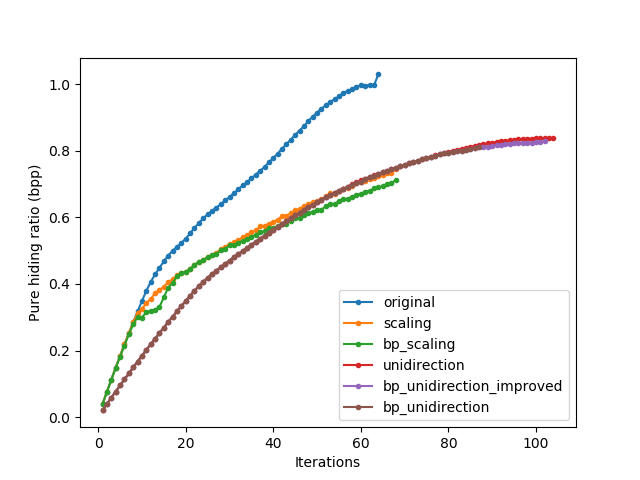 1.0
0.8
0.6
0.4
0.2
0.0
Pure hiding ratio (bpp)
0 20 40 60 80 100
Iterations
original
scaling
bp_scaling
unidirection
bp_unidirection_improved
bp_unidirection